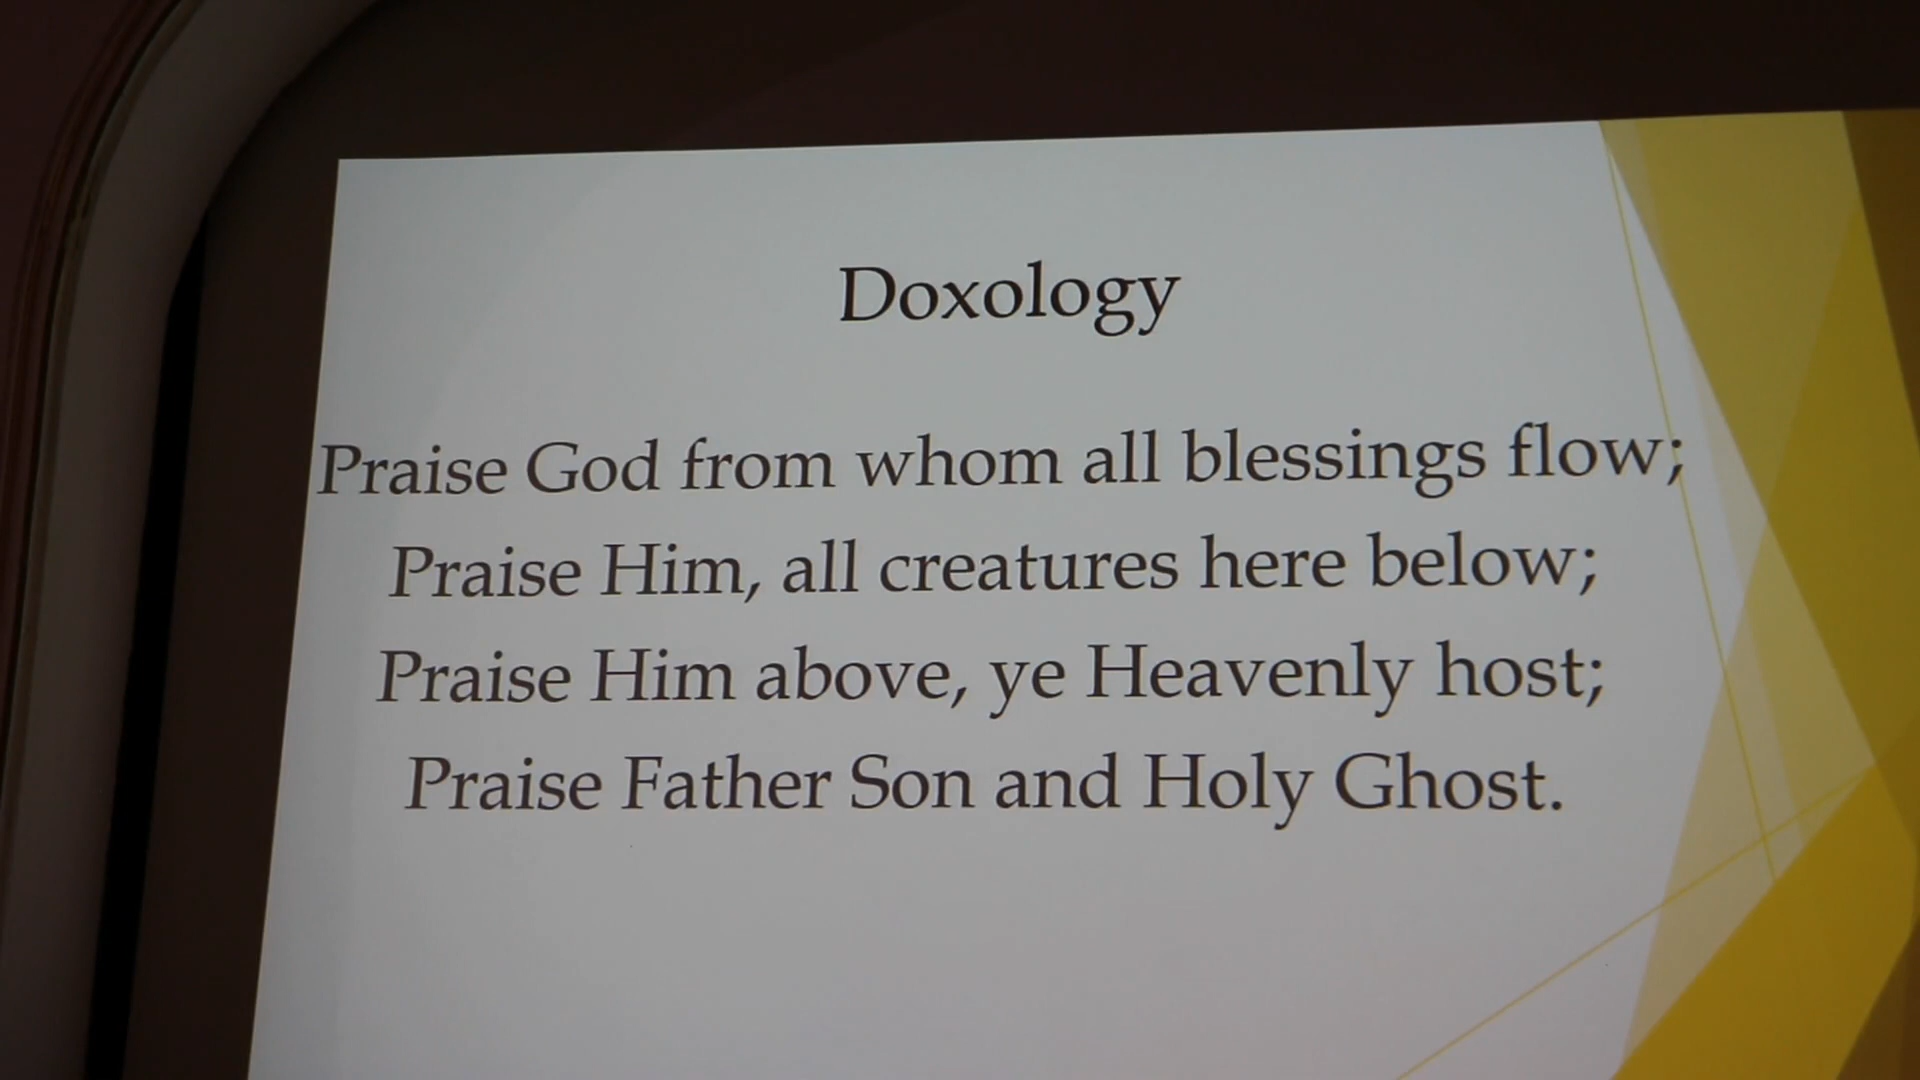 Doxology
Praise God from whom all blessings flow;
Praise Him, all creatures here below;
Praise Him above, ye Heavenly host;
Praise Father Son and Holy Ghost.